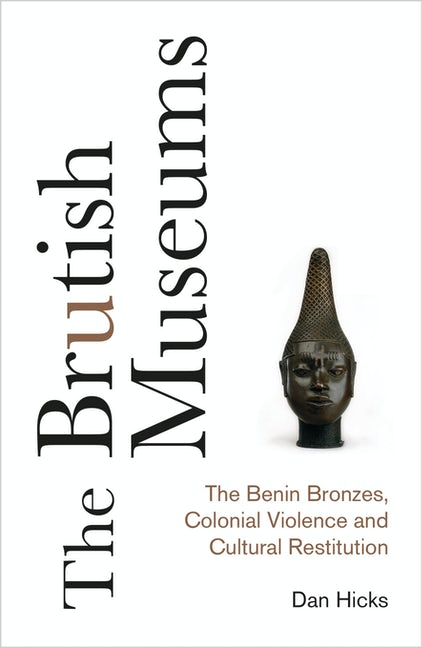 The Brutish
Museums
The Benin Bronzes,
Colonial Violence and
Cultural Restitution
Dan Hicks